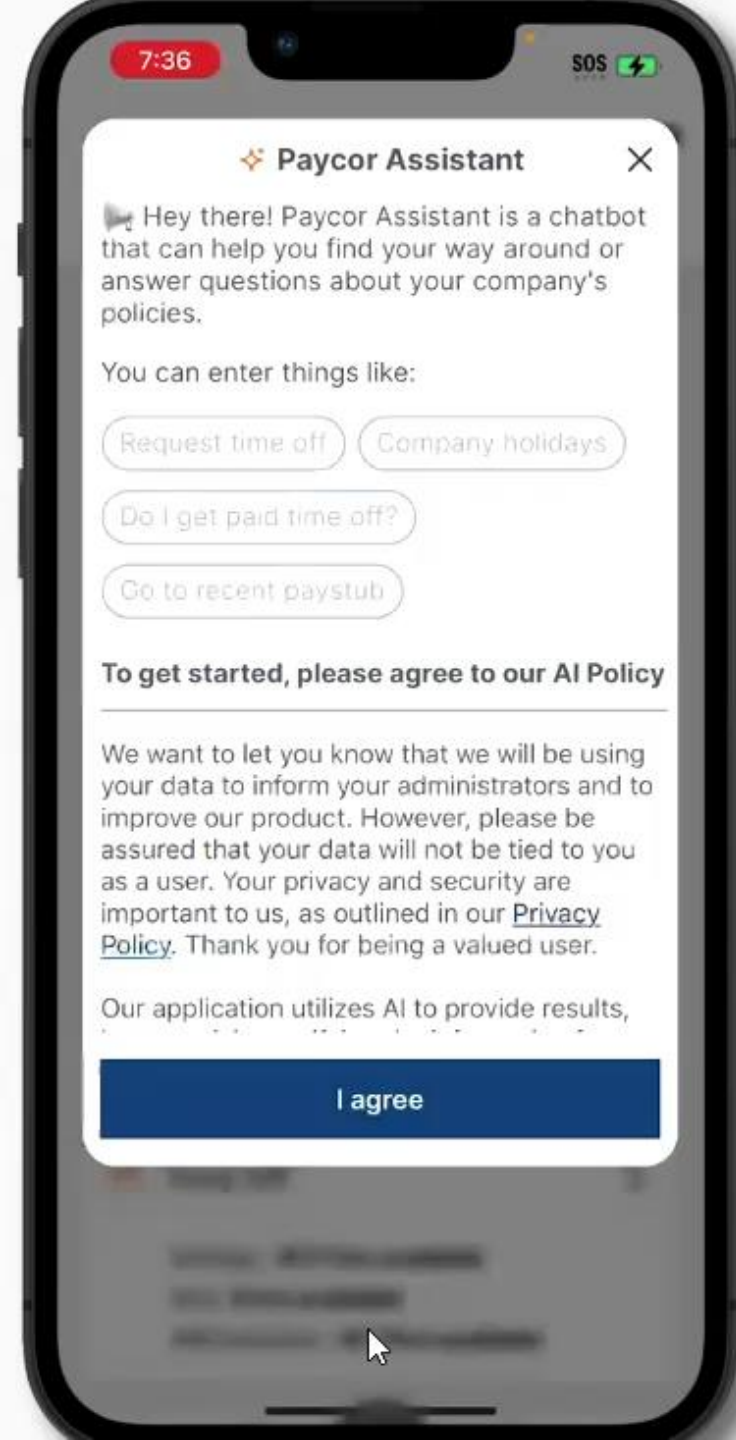 7:36
SOS
Paycor Assistant
Hey there! Paycor Assistant is a chatbot
that can help you find your way around or
answer questions about your company's
policies.
You can enter things like:
Request time off
Company holidays
Do I get paid time off?
Go to recent paystub
To get started, please agree to our AI Policy
We want to let you know that we will be using
your data to inform your administrators and to
improve our product. However, please be
assured that your data will not be tied to you
as a user. Your privacy and security are
important to us, as outlined in our Privacy
Policy. Thank you for being a valued user.
Our application utilizes AI to provide results,
I agree